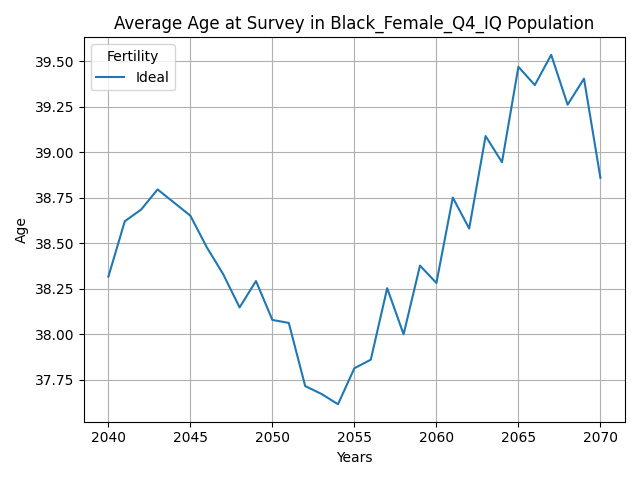 Average Age at Survey in Black_Female_Q4_IQ Population
Fertility
Ideal
Age
39.50
39.25
39.00
38.75
38.50
38.25
38.00
37.75
2040 2045 2050 2055 2060 2065 2070
Years